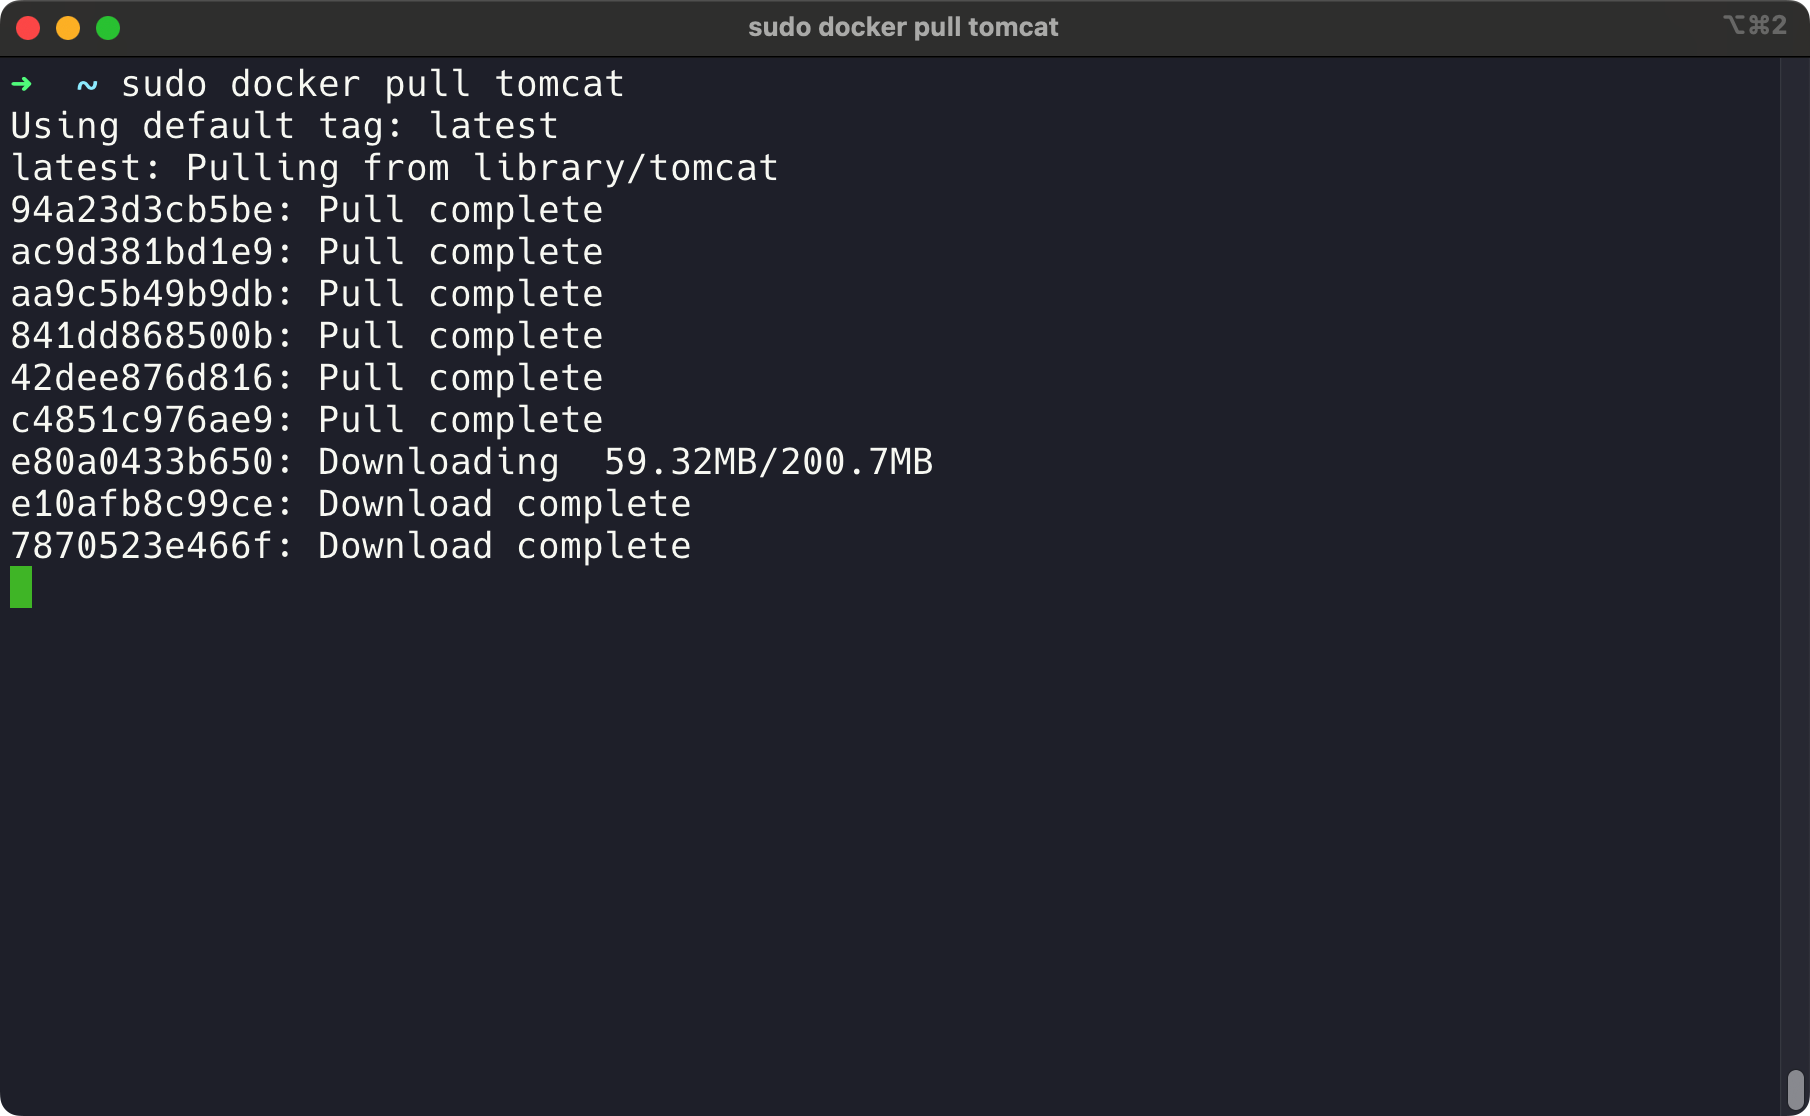 sudo docker pull tomcat
⌥⌘2
➜ ~ sudo docker pull tomcat
Using default tag: latest
latest: Pulling from library/tomcat
94a23d3cb5be: Pull complete
ac9d381bd1e9: Pull complete
aa9c5b49b9db: Pull complete
841dd868500b: Pull complete
42dee876d816: Pull complete
c4851c976ae9: Pull complete
e80a0433b650: Downloading  59.32MB/200.7MB
e10afb8c99ce: Download complete
7870523e466f: Download complete